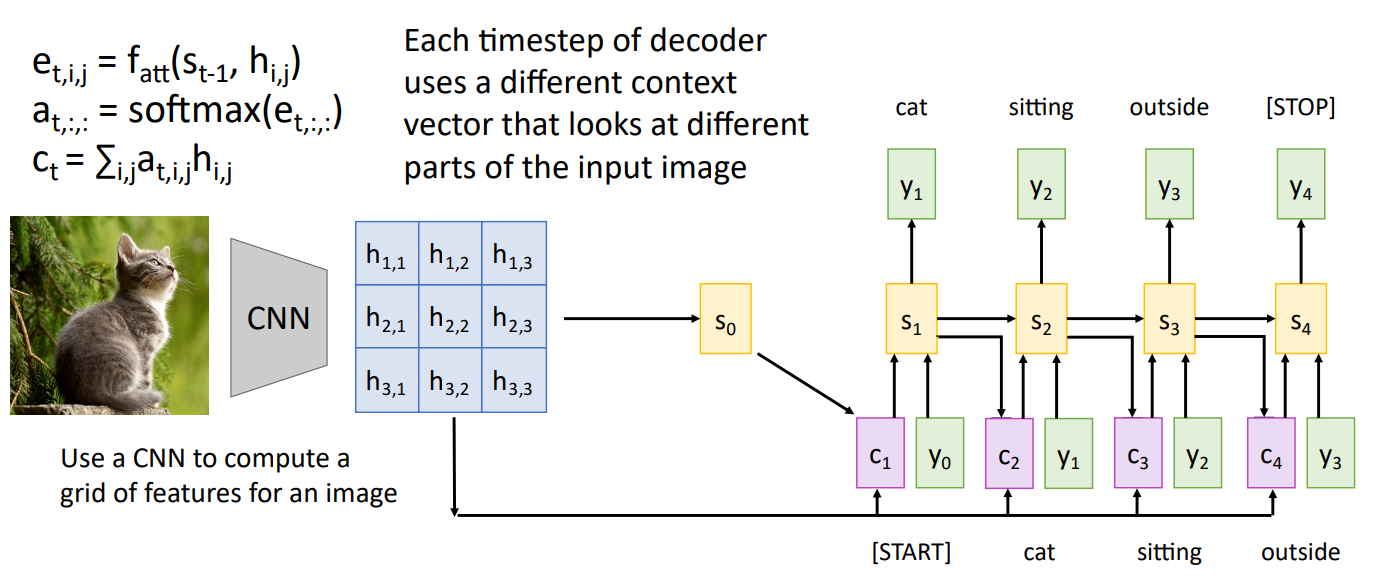 e_{t,i,j} = f_{att}(s_{t-1}, h_{i,j})
a_{t,:,:} = softmax(e_{t,:,:})
c_t = ∑_{i,j}a_{t,i,j}h_{i,j}
Each timestep of decoder
uses a different context
vector that looks at different
parts of the input image
cat sitting outside [STOP]
y_1 y_2 y_3 y_4
CNN
h_{1,1} h_{1,2} h_{1,3}
h_{2,1} h_{2,2} h_{2,3}
h_{3,1} h_{3,2} h_{3,3}
s_0 s_1 s_2 s_3 s_4
c_1 y_0 c_2 y_1 c_3 y_2 c_4 y_3
Use a CNN to compute a
grid of features for an image
[START] cat sitting outside